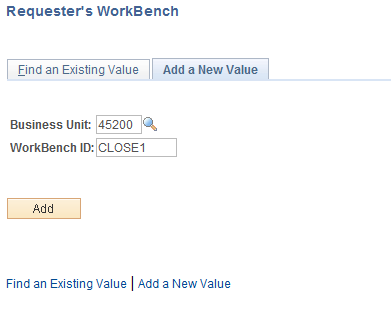 Requester's WorkBench
Find an Existing Value Add a New Value
Business Unit: 45200
WorkBench ID: CLOSE1
Add
Find an Existing Value | Add a New Value